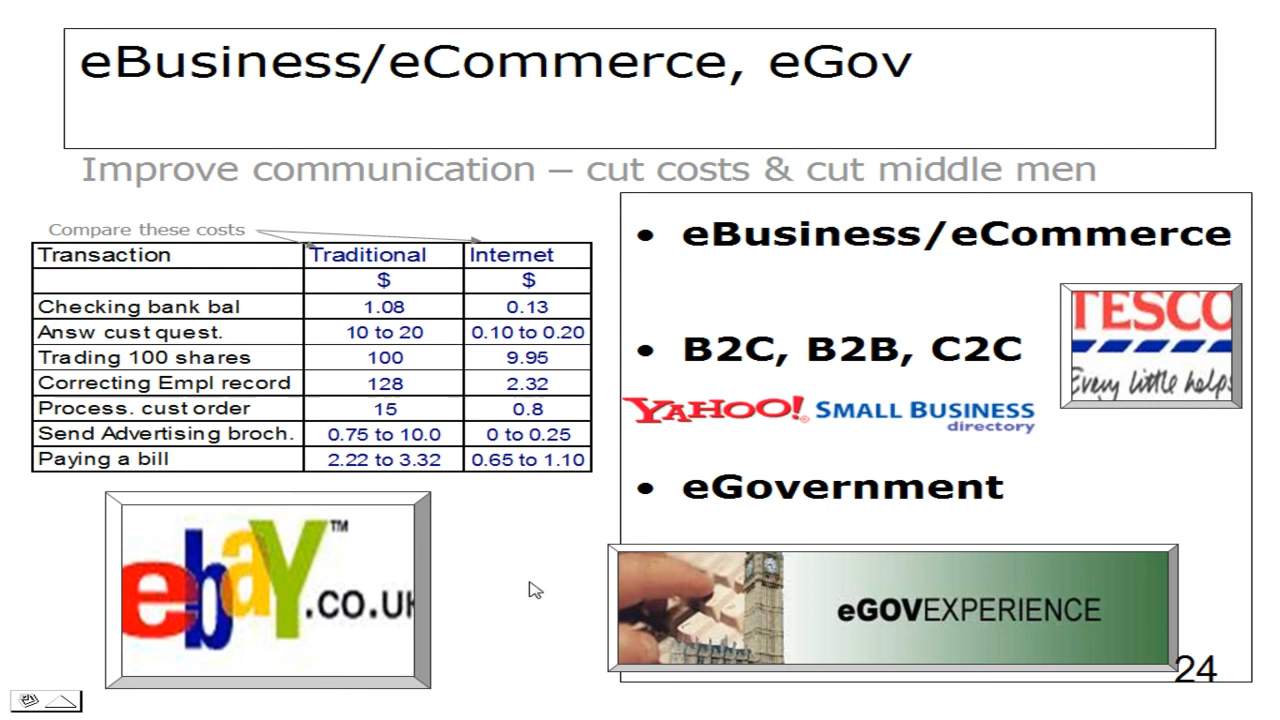 eBusiness/eCommerce, eGov
Improve communication – cut costs & cut middle men
Compare these costs
Transaction Traditional Internet
$ $
Checking bank bal 1.08 0.13
Answ cust quest. 10 to 20 0.10 to 0.20
Trading 100 shares 100 9.95
Correcting Empl record 128 2.32
Process. cust order 15 0.8
Send Advertising broch. 0.75 to 10.0 0 to 0.25
Paying a bill 2.22 to 3.32 0.65 to 1.10
ebaY™.co.uk
• eBusiness/eCommerce
• B2C, B2B, C2C
TESCO
Every little helps
YAHOO!® SMALL BUSINESS
directory
• eGovernment
eGOVEXPERIENCE
24